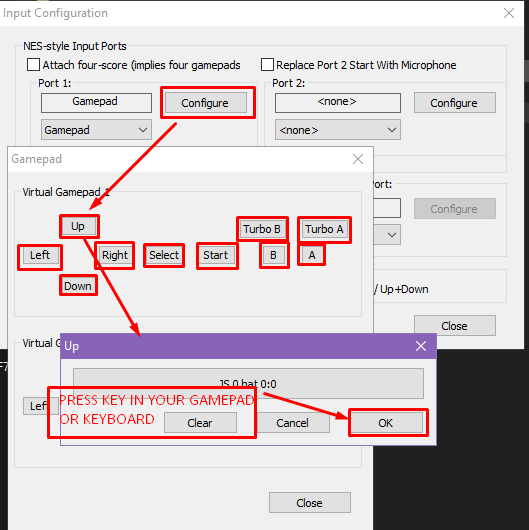 Input Configuration
NES-style Input Ports
Attach four-score (implies four gamepads
Replace Port 2 Start With Microphone
Port 1:
Port 2:
Gamepad
Configure
<none>
Configure
Gamepad
<none>
Gamepad
Virtual Gamepad 1
Port:
Up
Turbo B
Turbo A
Configure
Left
Right
Select
Start
B
A
Down
/ Up+Down
Close
Up
JS 0 hat 0:0
Left
PRESS KEY IN YOUR GAMEPAD
OR KEYBOARD
Clear
Cancel
OK
Close